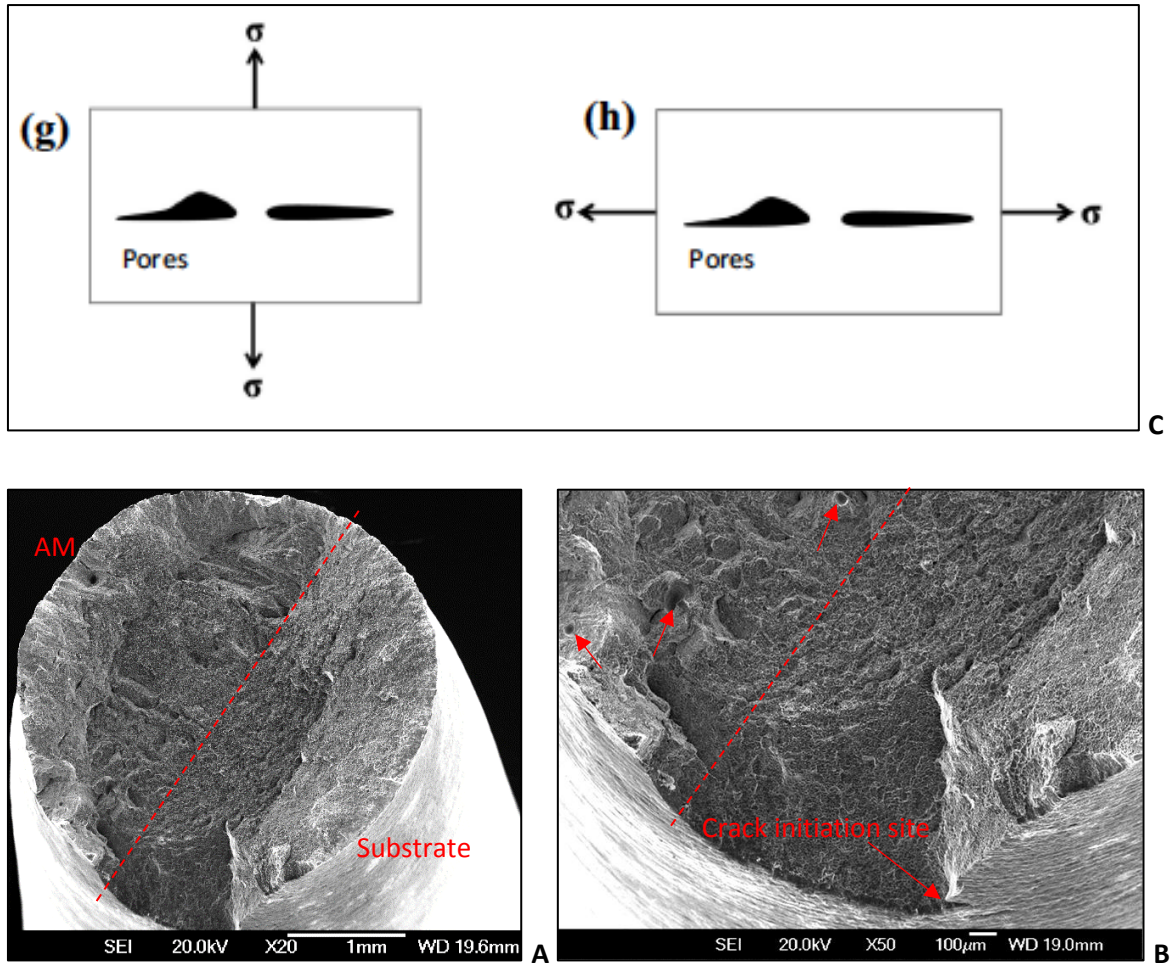 σ
(g)
Pores
σ
(h)
σ
σ
Pores
C
AM
Substrate
SEI 20.0kV X20 1mm WD 19.6mm
A
Crack initiation site
SEI 20.0kV X50 100μm WD 19.0mm
B